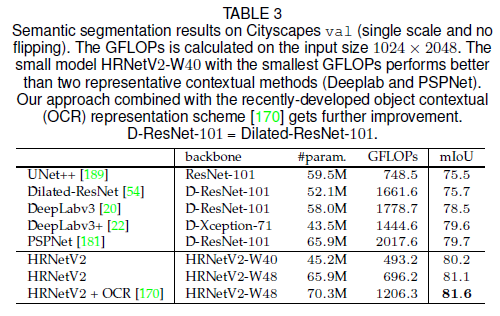 TABLE 3
Semantic segmentation results on Cityscapes val (single scale and no
flipping). The GFLOPs is calculated on the input size 1024 × 2048. The
small model HRNetV2-W40 with the smallest GFLOPs performs better
than two representative contextual methods (Deeplab and PSPNet).
Our approach combined with the recently-developed object contextual
(OCR) representation scheme [170] gets further improvement.
D-ResNet-101 = Dilated-ResNet-101.
backbone #param. GFLOPs mIoU
UNet++ [189] ResNet-101 59.5M 748.5 75.5
Dilated-ResNet [54] D-ResNet-101 52.1M 1661.6 75.7
DeepLabv3 [20] D-ResNet-101 58.0M 1778.7 78.5
DeepLabv3+ [22] D-Xception-71 43.5M 1444.6 79.6
PSPNet [181] D-ResNet-101 65.9M 2017.6 79.7
HRNetV2 HRNetV2-W40 45.2M 493.2 80.2
HRNetV2 HRNetV2-W48 65.9M 696.2 81.1
HRNetV2 + OCR [170] HRNetV2-W48 70.3M 1206.3 81.6